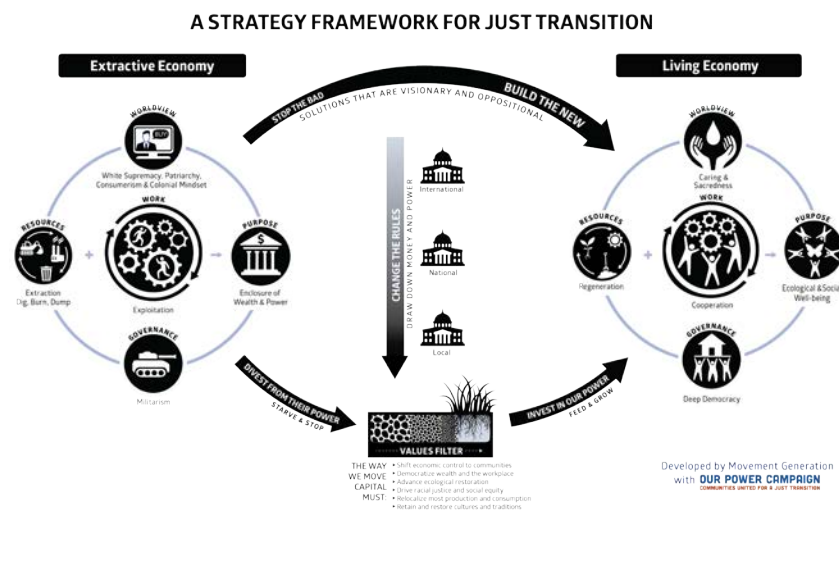 A STRATEGY FRAMEWORK FOR JUST TRANSITION
Extractive Economy
WORLDVIEW
BUY
White Supremacy, Patriarchy,
Consumerism & Colonial Mindset
RESOURCES
Extraction
Dig, Burn, Dump
WORK
Exploitation
PURPOSE
$
Enclosure of
Wealth & Power
GOVERNANCE
Militarism
STOP THE BAD
BUILD THE NEW
SOLUTIONS THAT ARE VISIONARY AND OPPOSITIONAL
CHANGE THE RULES
DRAW DOWN MONEY AND POWER
International
National
Local
DIVEST FROM THEIR POWER
STARVE & STOP
VALUES FILTER
INVEST IN OUR POWER
FEED & GROW
THE WAY
WE MOVE
CAPITAL
MUST:
• Shift economic control to communities
• Democratize wealth and the workplace
• Advance ecological restoration
• Drive racial justice and social equity
• Relocalize most production and consumption
• Retain and restore cultures and traditions
Living Economy
WORLDVIEW
Caring &
Sacredness
RESOURCES
Regeneration
WORK
Cooperation
PURPOSE
Ecological & Social
Well-being
GOVERNANCE
Deep Democracy
Developed by Movement Generation
with OUR POWER CAMPAIGN
COMMUNITIES UNITED FOR A JUST TRANSITION